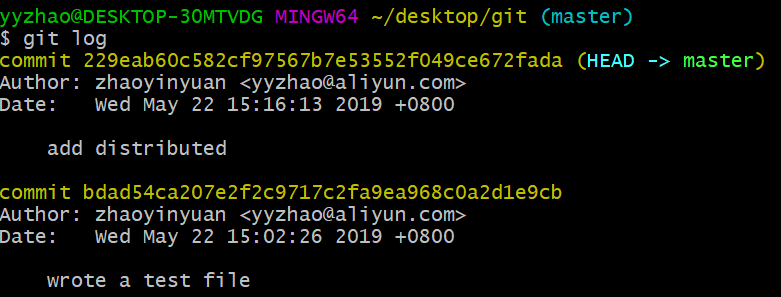 yyzhao@DESKTOP-3OMTVDG MINGW64 ~/desktop/git (master)
$ git log
commit 229eab60c582cf97567b7e53552f049ce672fada (HEAD -> master)
Author: zhaoyinyuan <yyzhao@aliyun.com>
Date:   Wed May 22 15:16:13 2019 +0800
    add distributed
commit bdad54ca207e2f2c9717c2fa9ea968c0a2d1e9cb
Author: zhaoyinyuan <yyzhao@aliyun.com>
Date:   Wed May 22 15:02:26 2019 +0800
    wrote a test file